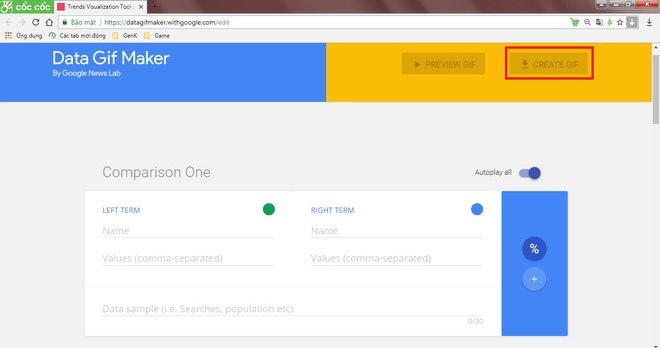 CỐC CỐC
Trends Visualization Tool
Bảo mật
https://datagifmaker.withgoogle.com/edit
Ứng dụng
Các tab mới đóng
GenK
Game
Data Gif Maker
By Google News Lab
PREVIEW GIF
CREATE GIF
Comparison One
Autoplay all
LEFT TERM
RIGHT TERM
Name
Name
Values (comma-separated)
Values (comma-separated)
%
+
Data sample (i.e. Searches, population etc)
0/30